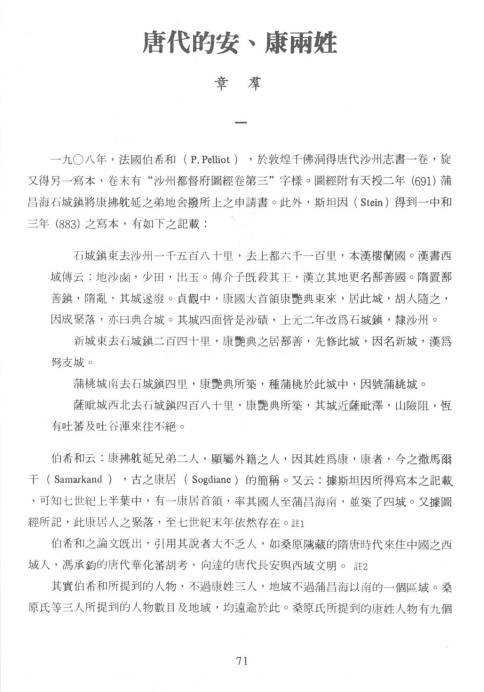 唐代的安、康兩姓
章羣
一
一九〇八年，法國伯希和（P. Pelliot），於敦煌千佛洞得唐代沙州志書一卷，旋
又得另一寫本，卷末有“沙州都督府圖經卷第三”字樣。圖經附有天授二年 (691) 蒲
昌海石城鎮將康拂躭延之弟地舍撥所上之申請書。此外，斯坦因 (Stein) 得到一中和
三年 (883) 之寫本，有如下之記載：
石城鎮東去沙州一千五百八十里，去上都六千一百里，本漢樓蘭國。漢書西
域傳云：地沙鹵，少田，出玉。傅介子旣殺其王，漢立其地更名鄯善國。隋置鄯
善鎮，隋亂，其城遂廢。貞觀中，康國大首領康艷典東來，居此城，胡人隨之，
因成聚落，亦曰典合城。其城四面皆是沙磧，上元二年改爲石城鎮，隸沙州。
新城東去石城鎮二百四十里，康艷典之居鄯善，先修此城，因名新城，漢爲
弩支城。
蒲桃城南去石城鎮四里，康艷典所築，種蒲桃於此城中，因號蒲桃城。
薩毗城西北去石城鎮四百八十里，康艷典所築，其城近薩毗澤，山險阻，恆
有吐蕃及吐谷渾來往不絕。
伯希和云：康拂躭延兄弟二人，顯屬外籍之人，因其姓爲康，康者，今之撒馬爾
干（Samarkand），古之康居（Sogdiane）的簡稱。又云：據斯坦因所得寫本之記載
，可知七世紀上半葉中，有一康居首領，率其國人至蒲昌海南，並築了四城。又據圖
經所記，此康居人之聚落，至七世紀末年依然存在。註1
伯希和之論文旣出，引用其說者大不乏人，如桑原隲藏的隋唐時代來住中國之西
域人，馮承鈞的唐代華化蕃胡考，向達的唐代長安與西域文明。註2
其實伯希和所提到的人物，不過康姓三人，地域不過蒲昌海以南的一個區域。桑
原氏等三人所提到的人物數目及地域，均遠逾於此。桑原氏所提到的康姓人物有九個
71